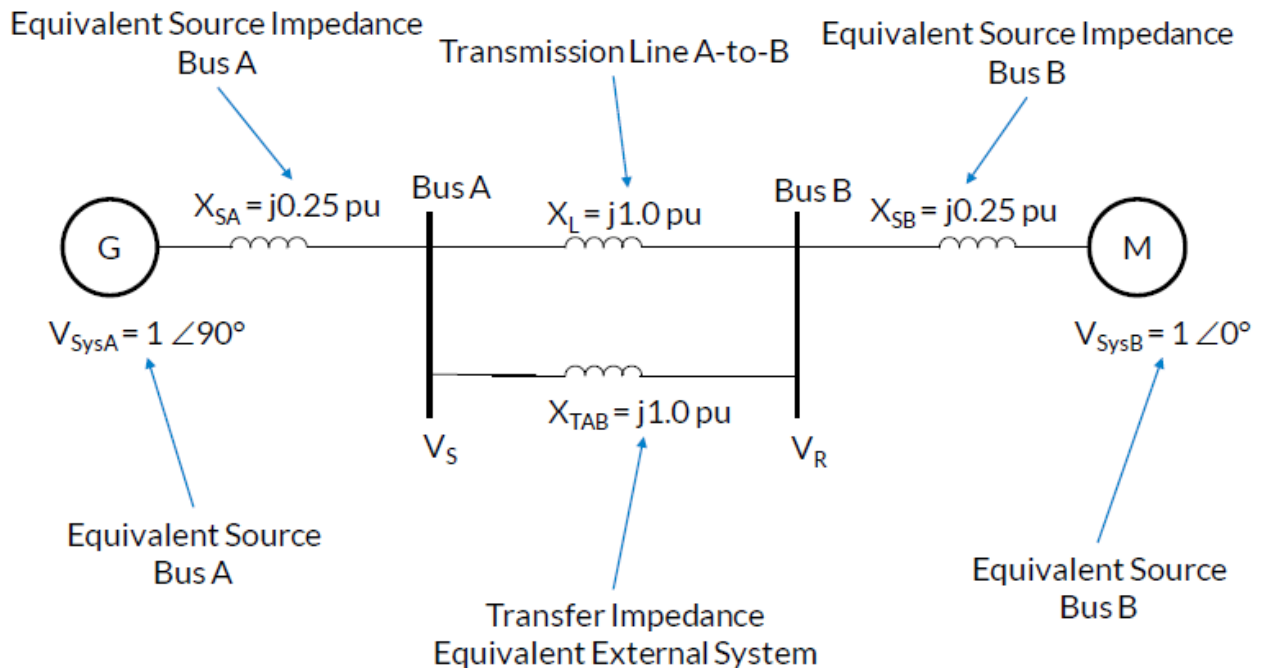 Equivalent Source Impedance
Bus A
Transmission Line A-to-B
Equivalent Source Impedance
Bus B
X_SA = j0.25 pu
Bus A
X_L = j1.0 pu
Bus B
X_SB = j0.25 pu
G
M
V_SysA = 1 ∠90°
V_SysB = 1 ∠0°
X_TAB = j1.0 pu
V_S
V_R
Equivalent Source
Bus A
Transfer Impedance
Equivalent External System
Equivalent Source
Bus B